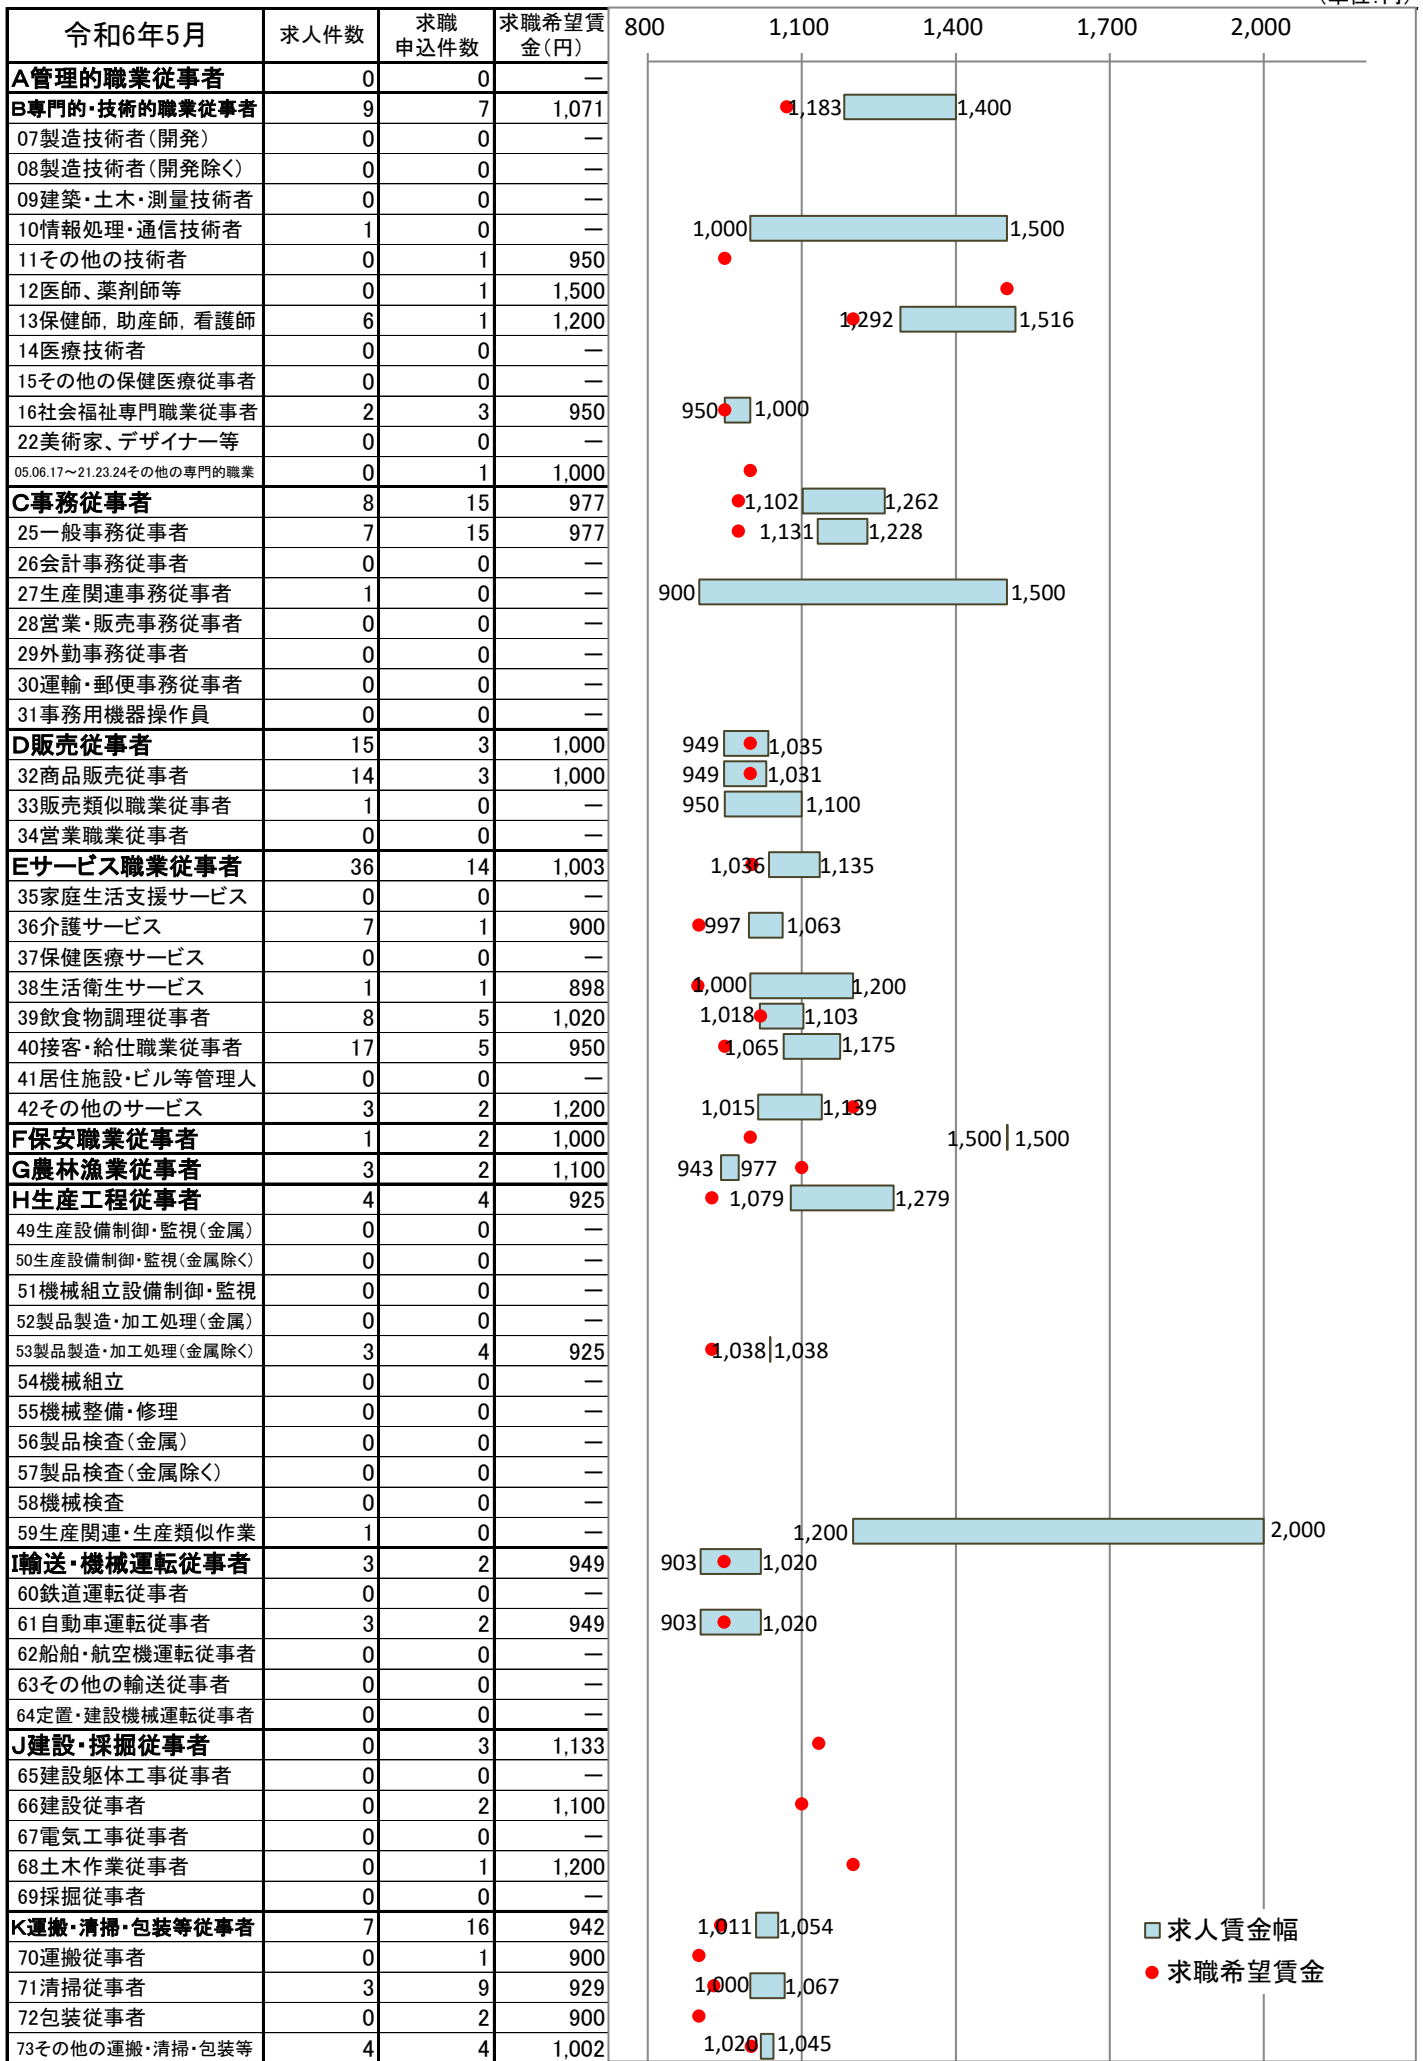 (単位:円)
令和6年5月 求人件数 求職申込件数 求職希望賃金(円) 800 1,100 1,400 1,700 2,000
A管理的職業従事者 0 0 ―
B専門的・技術的職業従事者 9 7 1,071 1,183 1,400
07製造技術者(開発) 0 0 ―
08製造技術者(開発除く) 0 0 ―
09建築・土木・測量技術者 0 0 ―
10情報処理・通信技術者 1 0 ― 1,000 1,500
11その他の技術者 0 1 950
12医師、薬剤師等 0 1 1,500
13保健師,助産師,看護師 6 1 1,200 1,292 1,516
14医療技術者 0 0 ―
15その他の保健医療従事者 0 0 ―
16社会福祉専門職業従事者 2 3 950 950 1,000
22美術家、デザイナー等 0 0 ―
05.06.17~21.23.24その他の専門的職業 0 1 1,000
C事務従事者 8 15 977 1,102 1,262
25一般事務従事者 7 15 977 1,131 1,228
26会計事務従事者 0 0 ―
27生産関連事務従事者 1 0 ― 900 1,500
28営業・販売事務従事者 0 0 ―
29外勤事務従事者 0 0 ―
30運輸・郵便事務従事者 0 0 ―
31事務用機器操作員 0 0 ―
D販売従事者 15 3 1,000 949 1,035
32商品販売従事者 14 3 1,000 949 1,031
33販売類似職業従事者 1 0 ― 950 1,100
34営業職業従事者 0 0 ―
Eサービス職業従事者 36 14 1,003 1,036 1,135
35家庭生活支援サービス 0 0 ―
36介護サービス 7 1 900 997 1,063
37保健医療サービス 0 0 ―
38生活衛生サービス 1 1 898 1,000 1,200
39飲食物調理従事者 8 5 1,020 1,018 1,103
40接客・給仕職業従事者 17 5 950 1,065 1,175
41居住施設・ビル等管理人 0 0 ―
42その他のサービス 3 2 1,200 1,015 1,139
F保安職業従事者 1 2 1,000 1,500 1,500
G農林漁業従事者 3 2 1,100 943 977
H生産工程従事者 4 4 925 1,079 1,279
49生産設備制御・監視(金属) 0 0 ―
50生産設備制御・監視(金属除く) 0 0 ―
51機械組立設備制御・監視 0 0 ―
52製品製造・加工処理(金属) 0 0 ―
53製品製造・加工処理(金属除く) 3 4 925 1,038 1,038
54機械組立 0 0 ―
55機械整備・修理 0 0 ―
56製品検査(金属) 0 0 ―
57製品検査(金属除く) 0 0 ―
58機械検査 0 0 ―
59生産関連・生産類似作業 1 0 ― 1,200 2,000
I輸送・機械運転従事者 3 2 949 903 1,020
60鉄道運転従事者 0 0 ―
61自動車運転従事者 3 2 949 903 1,020
62船舶・航空機運転従事者 0 0 ―
63その他の輸送従事者 0 0 ―
64定置・建設機械運転従事者 0 0 ―
J建設・採掘従事者 0 3 1,133
65建設躯体工事従事者 0 0 ―
66建設従事者 0 2 1,100
67電気工事従事者 0 0 ―
68土木作業従事者 0 1 1,200
69採掘従事者 0 0 ―
K運搬・清掃・包装等従事者 7 16 942 1,011 1,054
70運搬従事者 0 1 900
71清掃従事者 3 9 929 1,000 1,067
72包装従事者 0 2 900
73その他の運搬・清掃・包装等 4 4 1,002 1,020 1,045
求人賃金幅
求職希望賃金